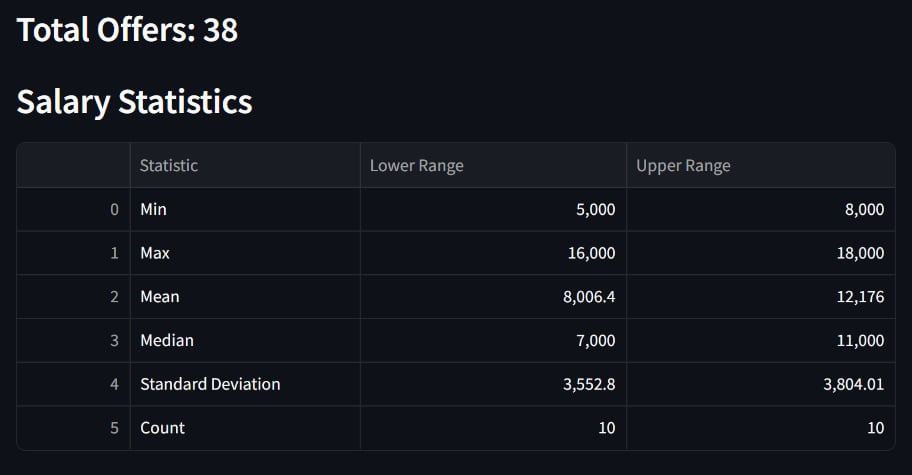 Total Offers: 38
Salary Statistics
Statistic Lower Range Upper Range
0 Min 5,000 8,000
1 Max 16,000 18,000
2 Mean 8,006.4 12,176
3 Median 7,000 11,000
4 Standard Deviation 3,552.8 3,804.01
5 Count 10 10